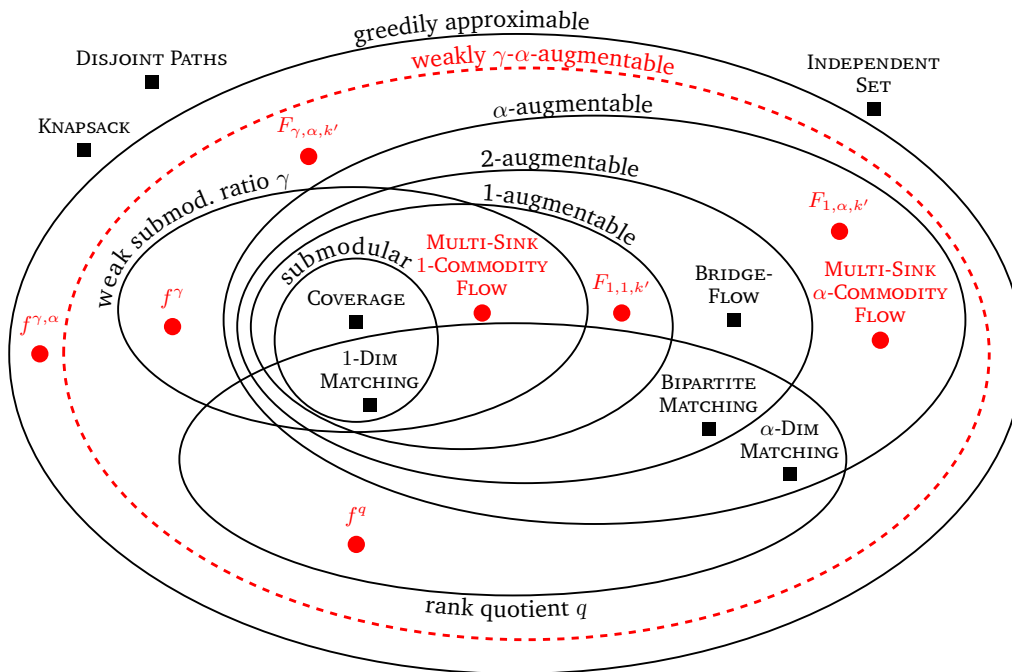 greedily approximable
weakly γ-α-augmentable
DISJOINT PATHS
INDEPENDENT
SET
KNAPSACK
α-augmentable
F_{γ,α,k′}
2-augmentable
weak submod. ratio γ
1-augmentable
F_{1,α,k′}
submodular
MULTI-SINK
1-COMMODITY
FLOW
F_{1,1,k′}
BRIDGE-
FLOW
MULTI-SINK
α-COMMODITY
FLOW
f^{γ,α}
f^γ
COVERAGE
1-DIM
MATCHING
BIPARTITE
MATCHING
α-DIM
MATCHING
f^q
rank quotient q